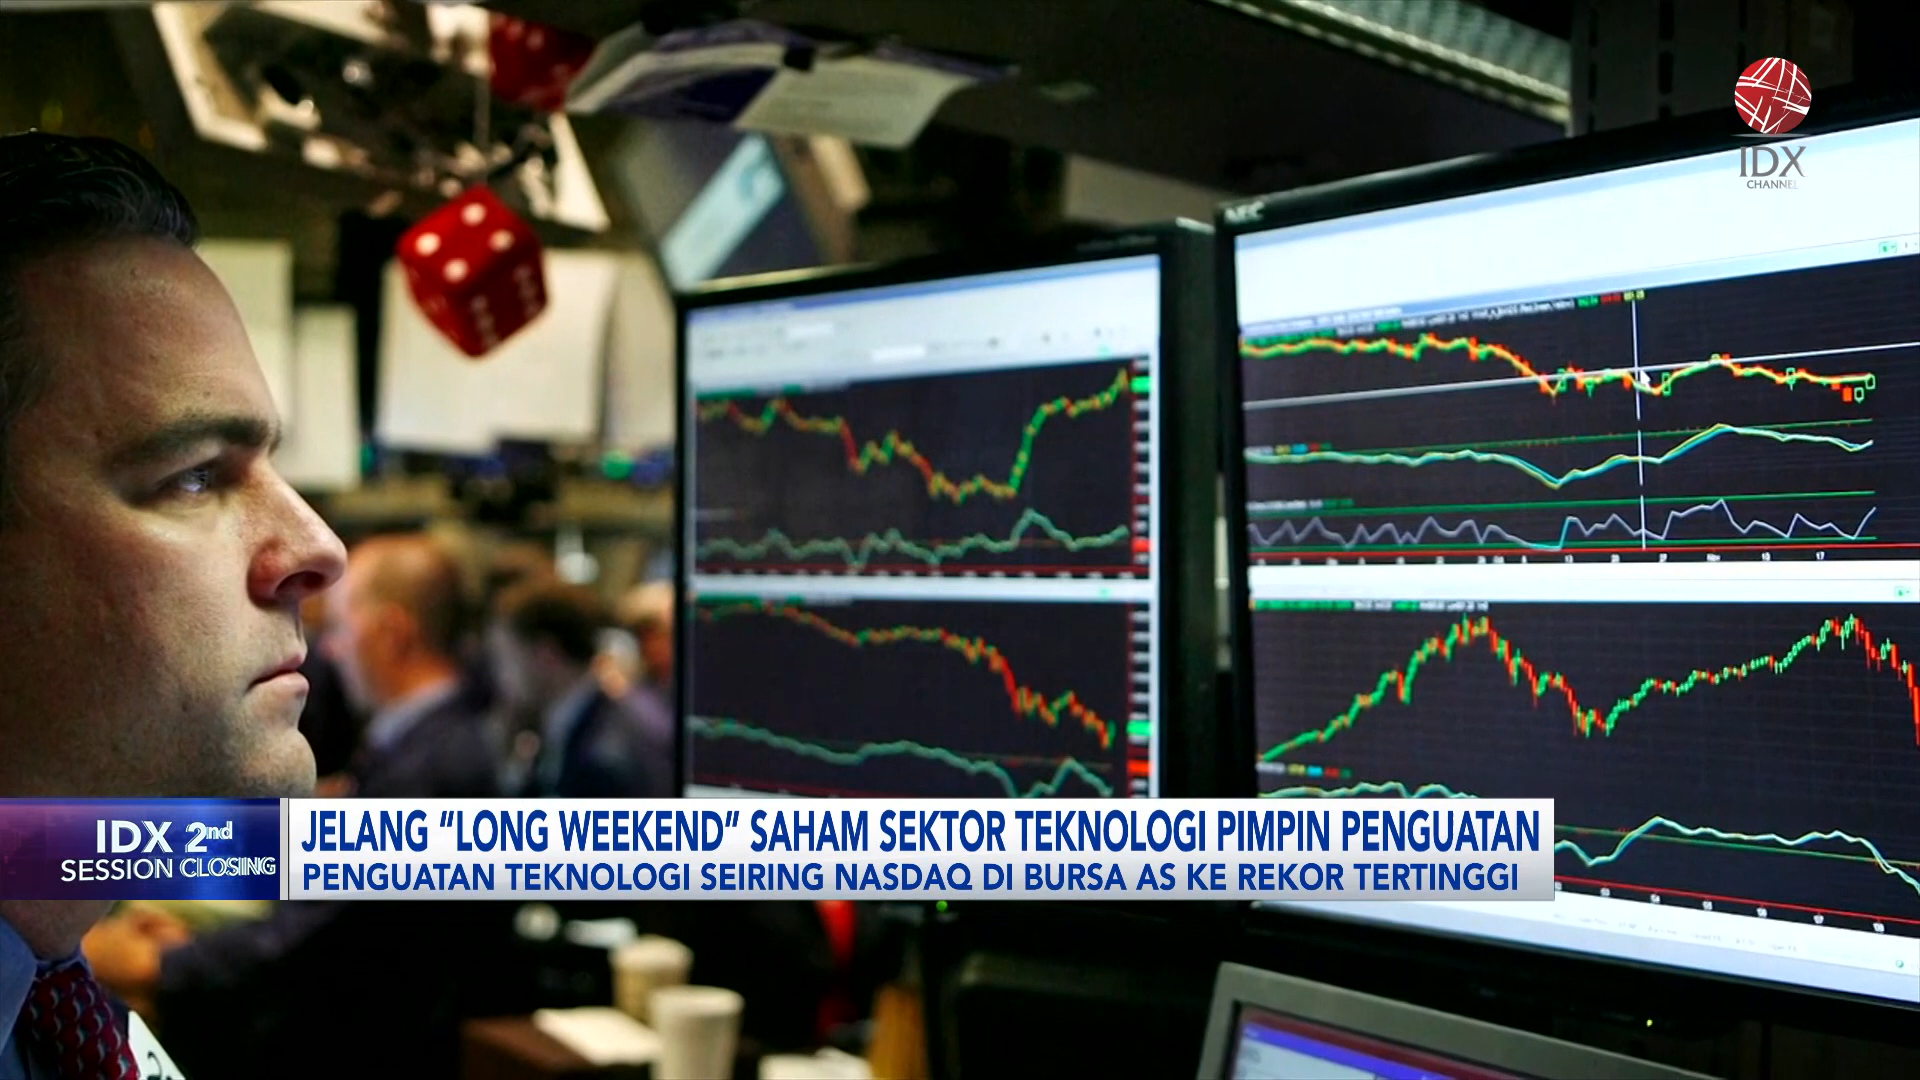 IDX
CHANNEL
NEC
IDX 2nd
SESSION CLOSING
JELANG "LONG WEEKEND" SAHAM SEKTOR TEKNOLOGI PIMPIN PENGUATAN
PENGUATAN TEKNOLOGI SEIRING NASDAQ DI BURSA AS KE REKOR TERTINGGI